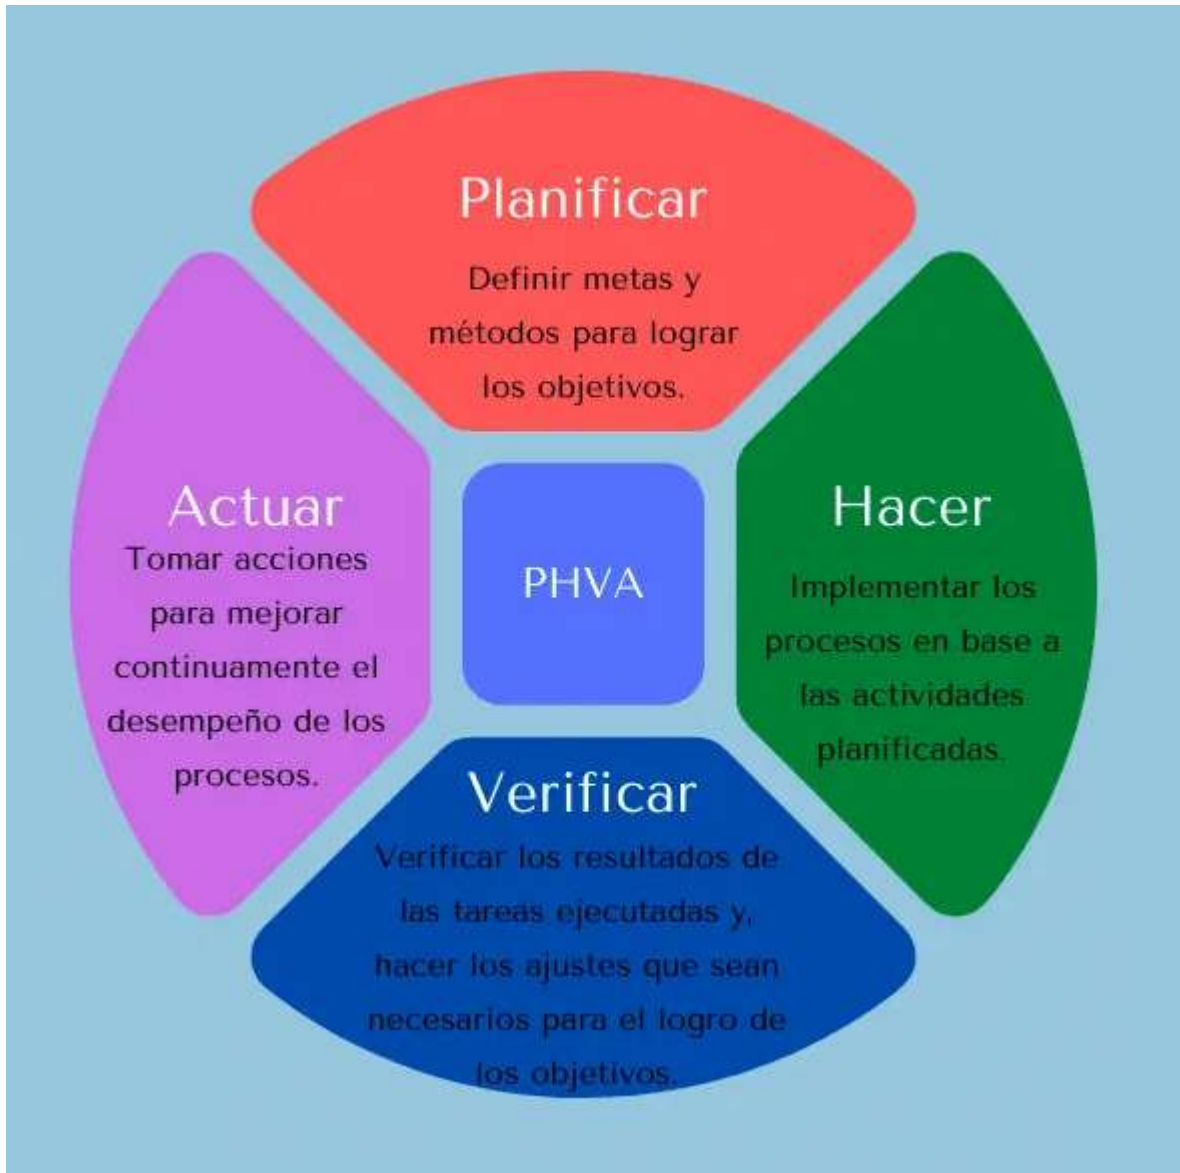 Planificar
Definir metas y
métodos para lograr
los objetivos.
Hacer
Implementar los
procesos en base a
las actividades
planificadas.
Verificar
Verificar los resultados de
las tareas ejecutadas y,
hacer los ajustes que sean
necesarios para el logro de
los objetivos.
Actuar
Tomar acciones
para mejorar
continuamente el
desempeño de los
procesos.
PHVA